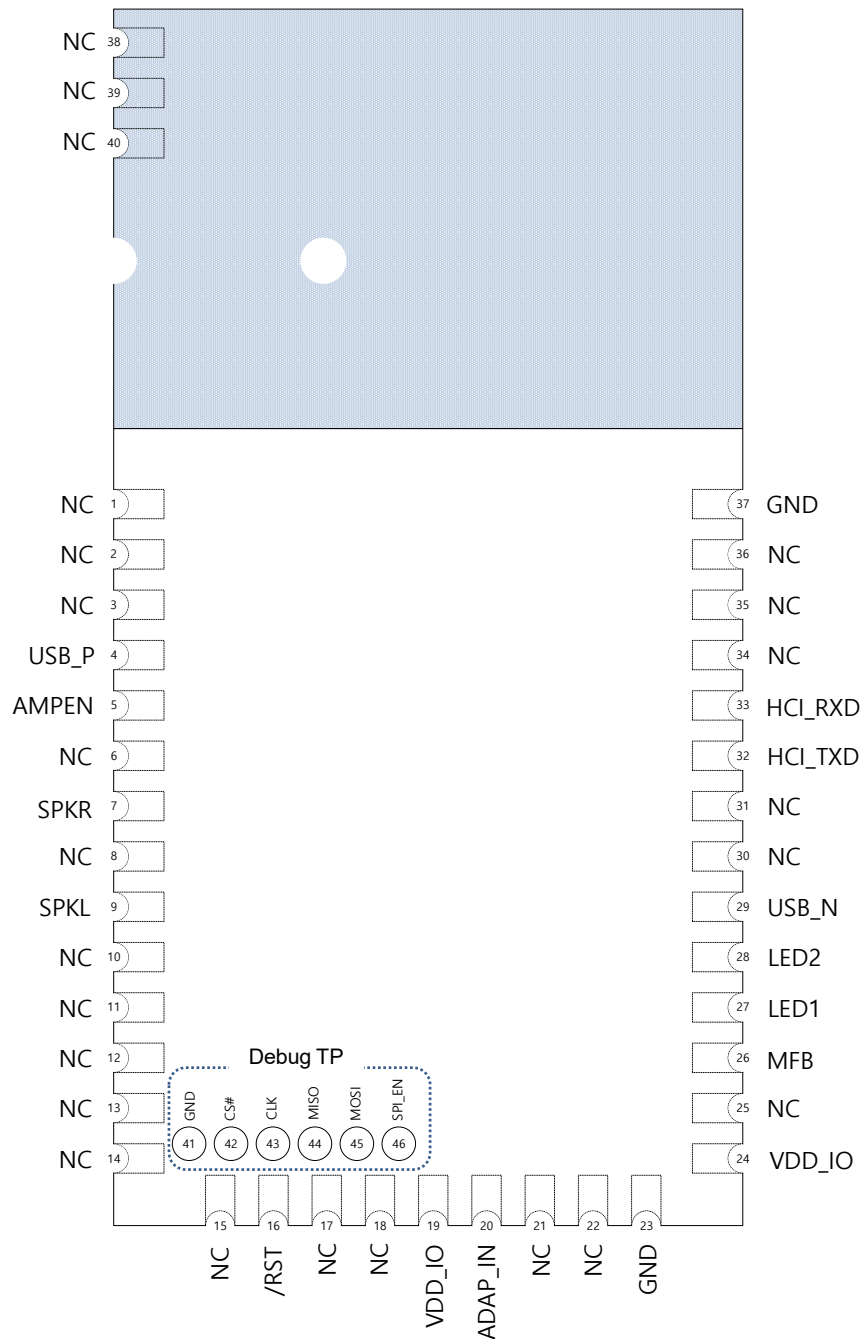 NC 38
NC 39
NC 40
NC 1
37 GND
NC 2
36 NC
NC 3
35 NC
USB_P 4
34 NC
AMPEN 5
33 HCI_RXD
NC 6
32 HCI_TXD
SPKR 7
31 NC
NC 8
30 NC
SPKL 9
29 USB_N
NC 10
28 LED2
NC 11
27 LED1
NC 12
26 MFB
NC 13
25 NC
NC 14
24 VDD_IO
Debug TP
GND
CS#
CLK
MISO
MOSI
SPI_EN
41 42 43 44 45 46
15 16 17 18 19 20 21 22 23
NC
/RST
NC
NC
VDD_IO
ADAP_IN
NC
NC
GND